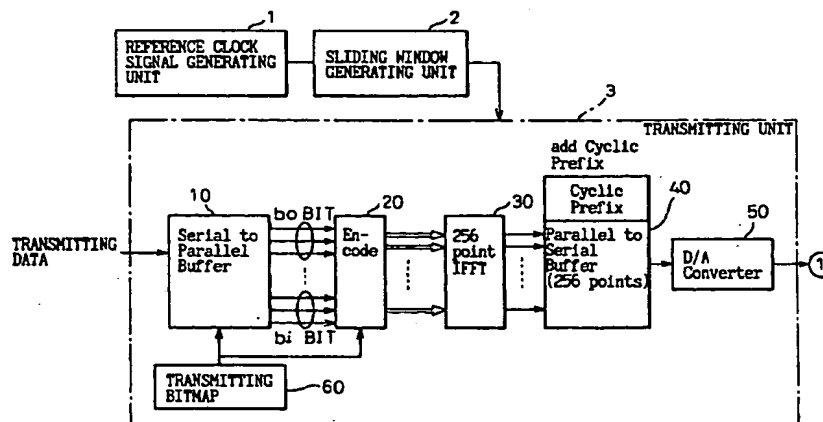 1
REFERENCE CLOCK
SIGNAL GENERATING
UNIT
2
SLIDING WINDOW
GENERATING UNIT
3
TRANSMITTING UNIT
add Cyclic
Prefix
10
bo BIT
20
30
Cyclic
Prefix
40
50
TRANSMITTING
DATA
Serial to
Parallel
Buffer
En-
code
256
point
IFFT
Parallel to
Serial
Buffer
(256 points)
D/A
Converter
1
bi BIT
TRANSMITTING
BITMAP
60